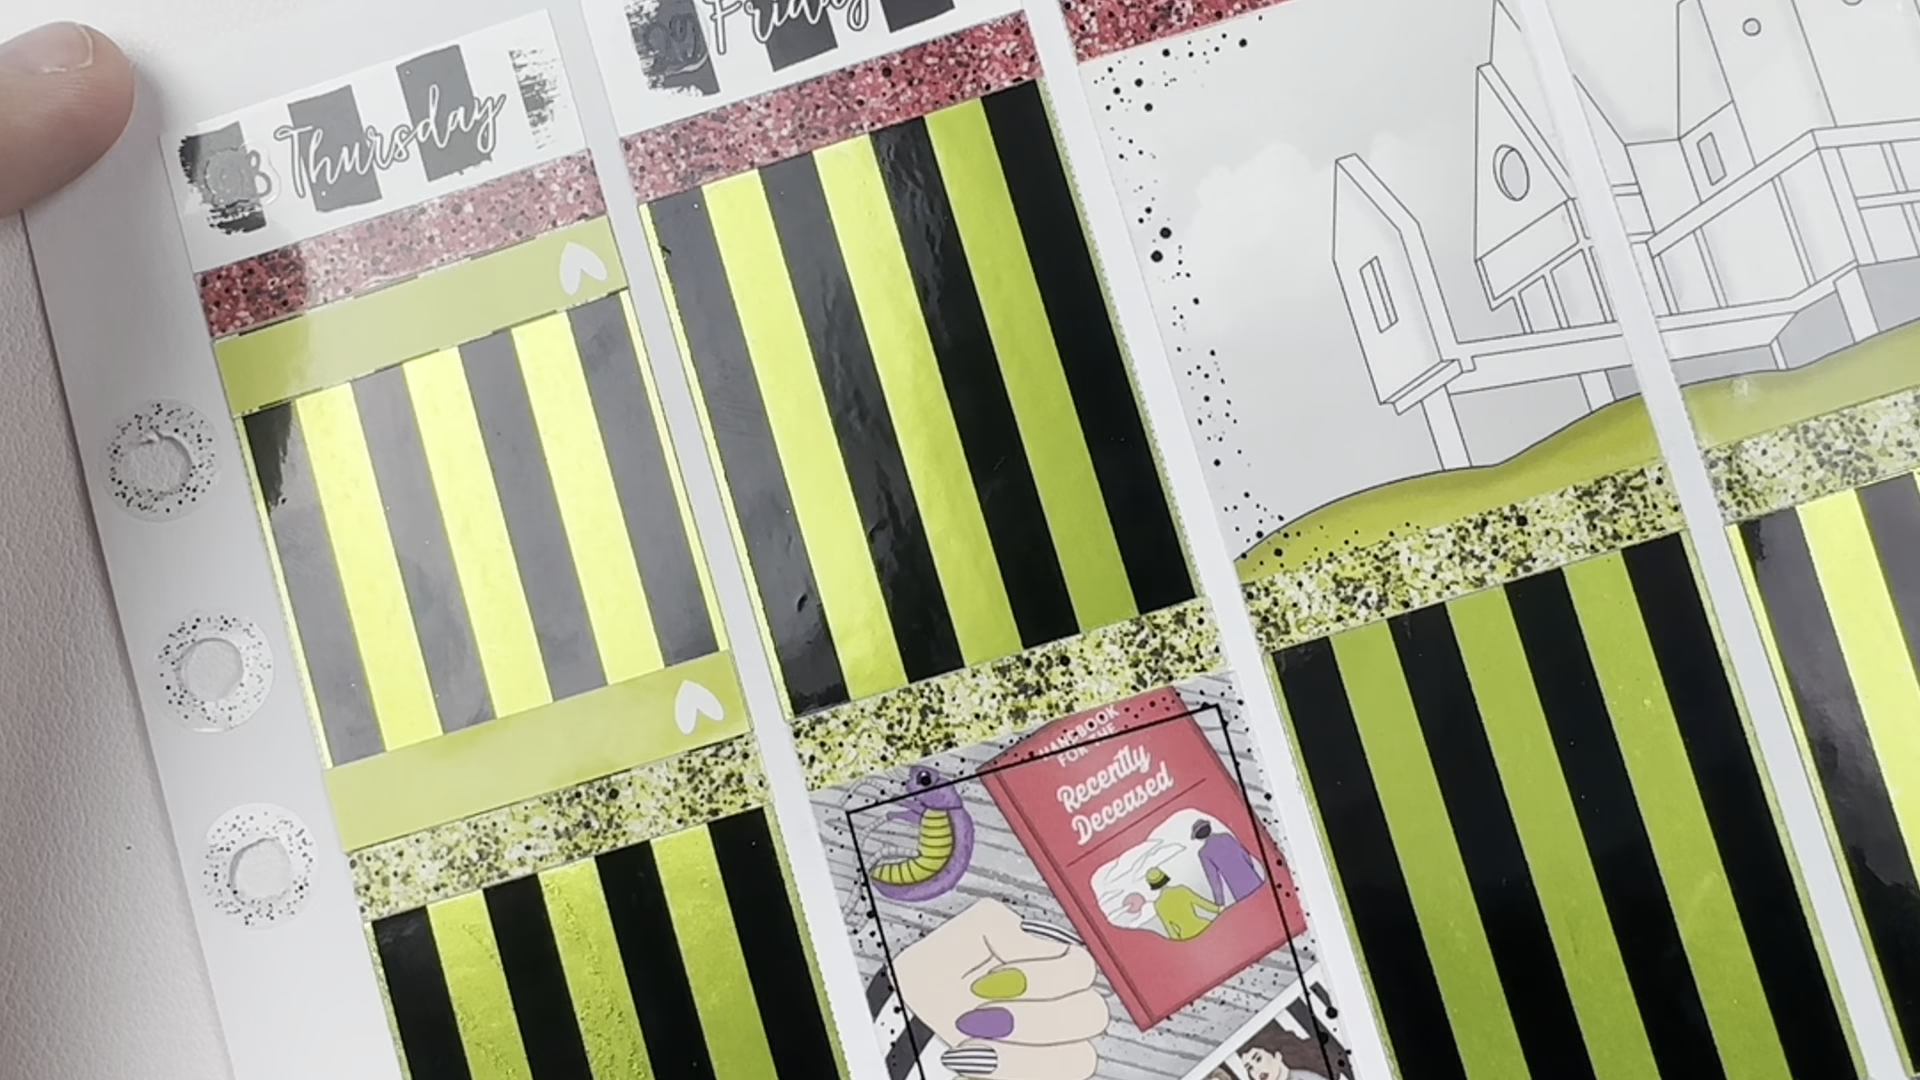 Thursday
Friday
HANDBOOK
FOR THE
Recently
Deceased